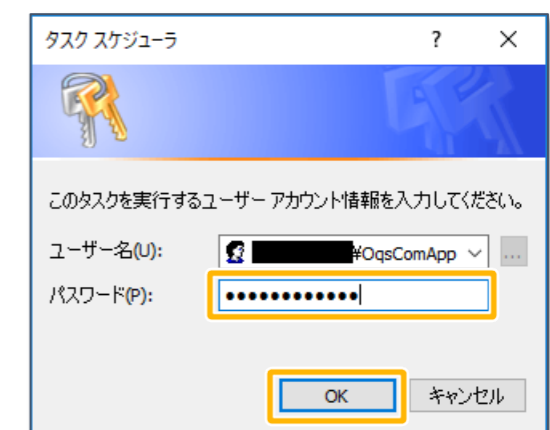 タスク スケジューラ ? ×
このタスクを実行するユーザー アカウント情報を入力してください。
ユーザー名(U): ¥OqsComApp ...
パスワード(P): ●●●●●●●●●●●●
OK キャンセル